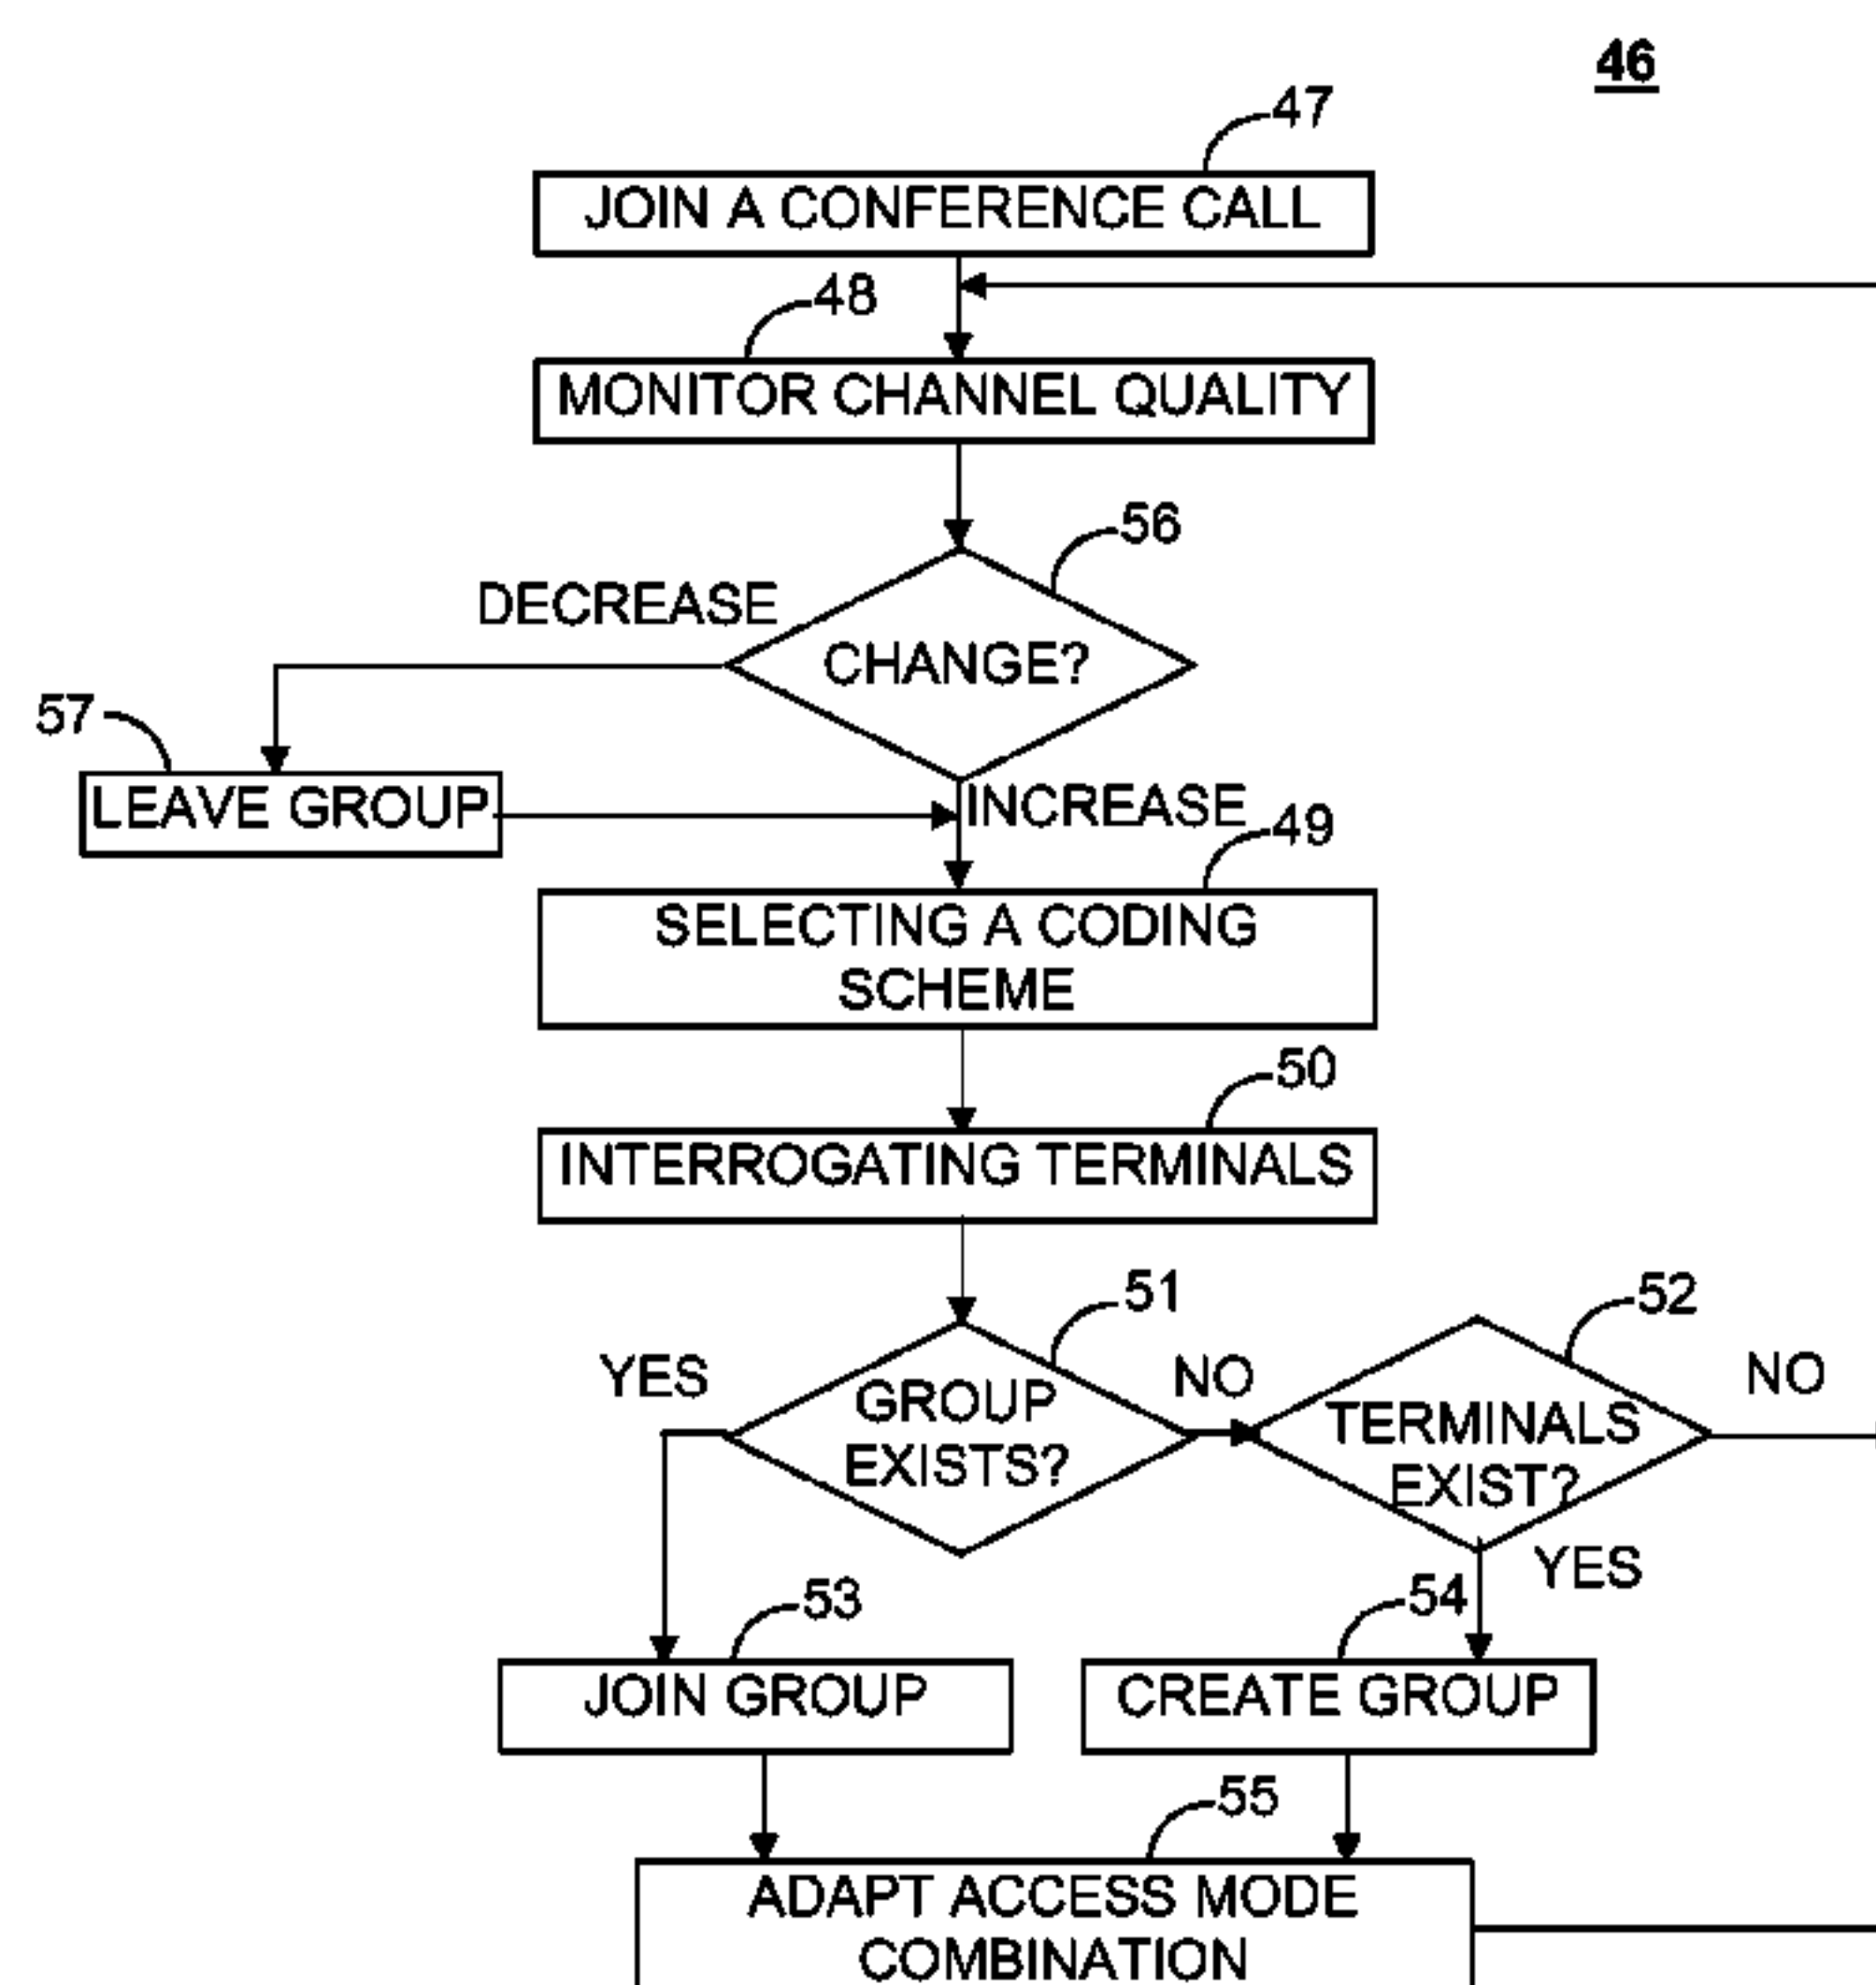 46
47
JOIN A CONFERENCE CALL
48
MONITOR CHANNEL QUALITY
56
DECREASE
CHANGE?
57
LEAVE GROUP
INCREASE
49
SELECTING A CODING
SCHEME
50
INTERROGATING TERMINALS
51
52
YES
NO
NO
GROUP
EXISTS?
TERMINALS
EXIST?
YES
53
54
JOIN GROUP
CREATE GROUP
55
ADAPT ACCESS MODE
COMBINATION